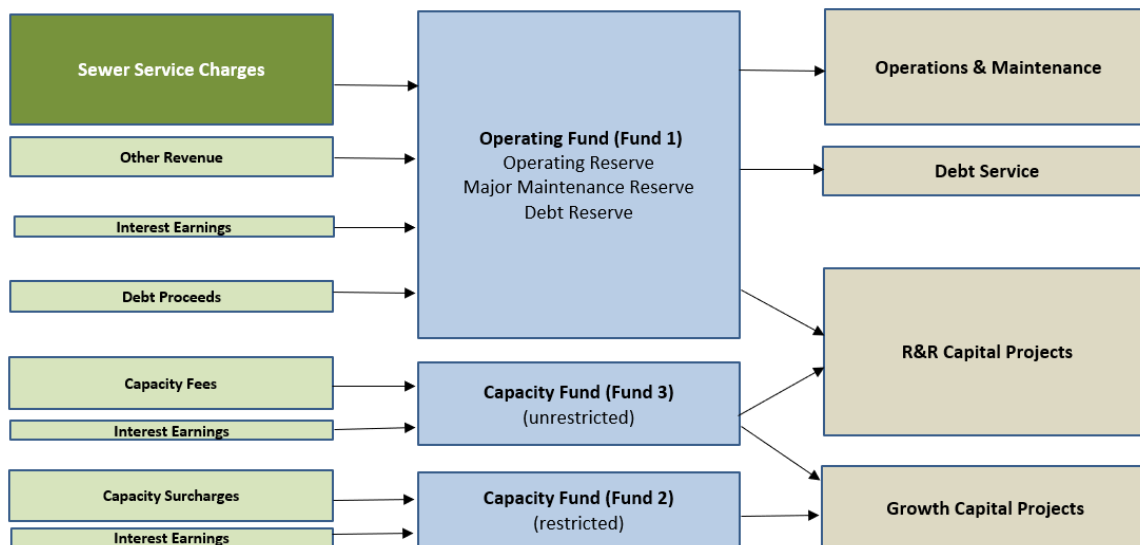 Sewer Service Charges
Other Revenue
Interest Earnings
Debt Proceeds
Capacity Fees
Interest Earnings
Capacity Surcharges
Interest Earnings
Operating Fund (Fund 1)
Operating Reserve
Major Maintenance Reserve
Debt Reserve
Capacity Fund (Fund 3)
(unrestricted)
Capacity Fund (Fund 2)
(restricted)
Operations & Maintenance
Debt Service
R&R Capital Projects
Growth Capital Projects